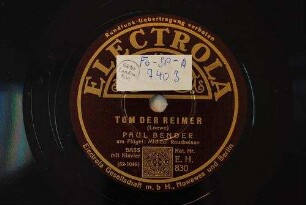 Rundfunk-Uebertragung verboten
ELECTROLA
Fo-SP-A
7403
TOM DER REIMER
(Loewe)
PAUL BENDER
am Flügel: Michael Raucheisen
BASS
mit Klavier
Kat. Nr.
E. H.
830
Electrola Gesellschaft m. b. H., Nowawes und Berlin